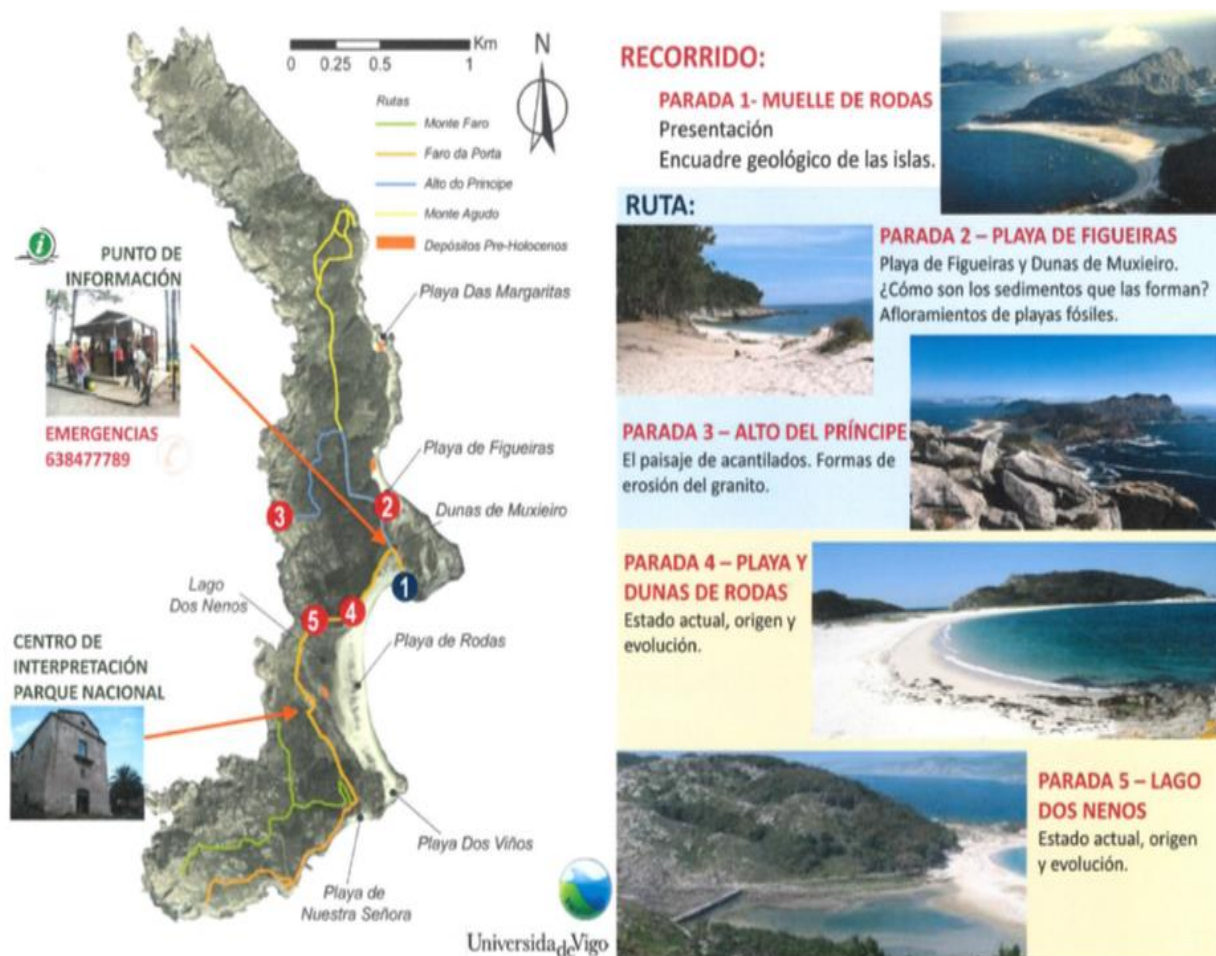 Km
0 0.25 0.5 1
N
Rutas
Monte Faro
Faro da Porta
Alto do Principe
Monte Agudo
Depósitos Pre-Holocenos
i
PUNTO DE
INFORMACIÓN
EMERGENCIAS
638477789
Playa Das Margaritas
Playa de Figueiras
2
3
Dunas de Muxieiro
1
Lago
Dos Nenos
4
5
Playa de Rodas
CENTRO DE
INTERPRETACIÓN
PARQUE NACIONAL
Playa Dos Viños
Playa de
Nuestra Señora
UniversidadeVigo
RECORRIDO:
PARADA 1- MUELLE DE RODAS
Presentación
Encuadre geológico de las islas.
RUTA:
PARADA 2 – PLAYA DE FIGUEIRAS
Playa de Figueiras y Dunas de Muxieiro.
¿Cómo son los sedimentos que las forman?
Afloramientos de playas fósiles.
PARADA 3 – ALTO DEL PRÍNCIPE
El paisaje de acantilados. Formas de
erosión del granito.
PARADA 4 – PLAYA Y
DUNAS DE RODAS
Estado actual, origen y
evolución.
PARADA 5 – LAGO
DOS NENOS
Estado actual, origen
y evolución.